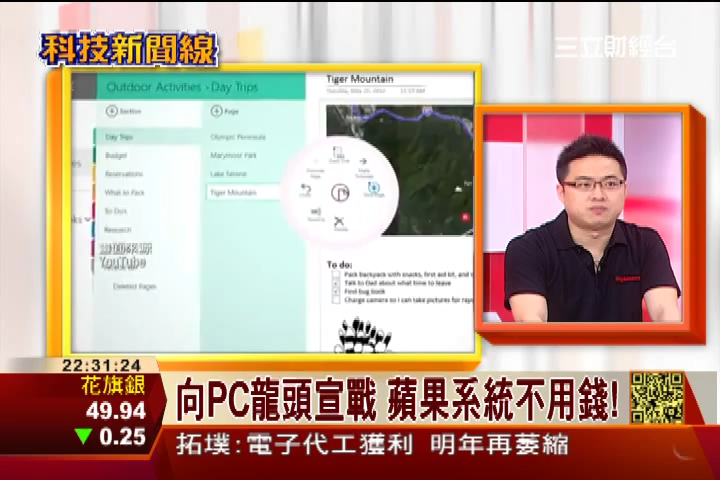 科技新聞線
三立財經台
Outdoor Activities › Day Trips
Section
Page
Day Trips
Budget
Reservations
What to Pack
To Do's
Research
Deleted Pages
Olympic Peninsula
Marymoor Park
Lake Serene
Tiger Mountain
Tiger Mountain
To do:
Pack backpack with snacks, first aid kit, and
Talk to Dad about what time to leave
Find bug book
Charge camera so I can take pictures for
YouTube
22:31:24
花旗銀
49.94
▼ 0.25
向PC龍頭宣戰 蘋果系統不用錢!
拓墣:電子代工獲利 明年再萎縮